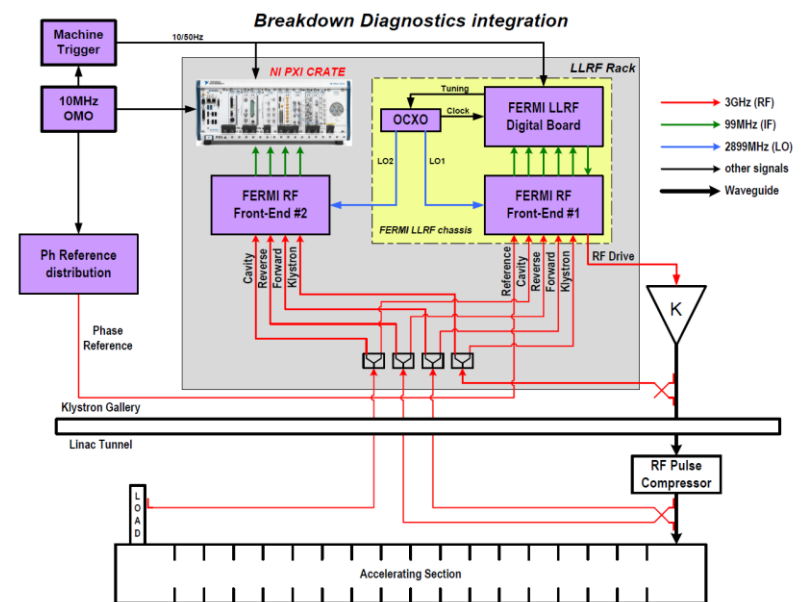 Breakdown Diagnostics integration
Machine
Trigger
10/50Hz
NI PXI CRATE
LLRF Rack
10MHz
OMO
Tuning
OCXO
Clock
FERMI LLRF
Digital Board
3GHz (RF)
99MHz (IF)
2899MHz (LO)
other signals
Waveguide
LO2
LO1
FERMI RF
Front-End #2
FERMI RF
Front-End #1
FERMI LLRF chassis
Ph Reference
distribution
Cavity
Reverse
Forward
Klystron
Reference
Cavity
Reverse
Forward
Klystron
RF Drive
K
Phase
Reference
Klystron Gallery
Linac Tunnel
RF Pulse
Compressor
LOAD
Accelerating Section